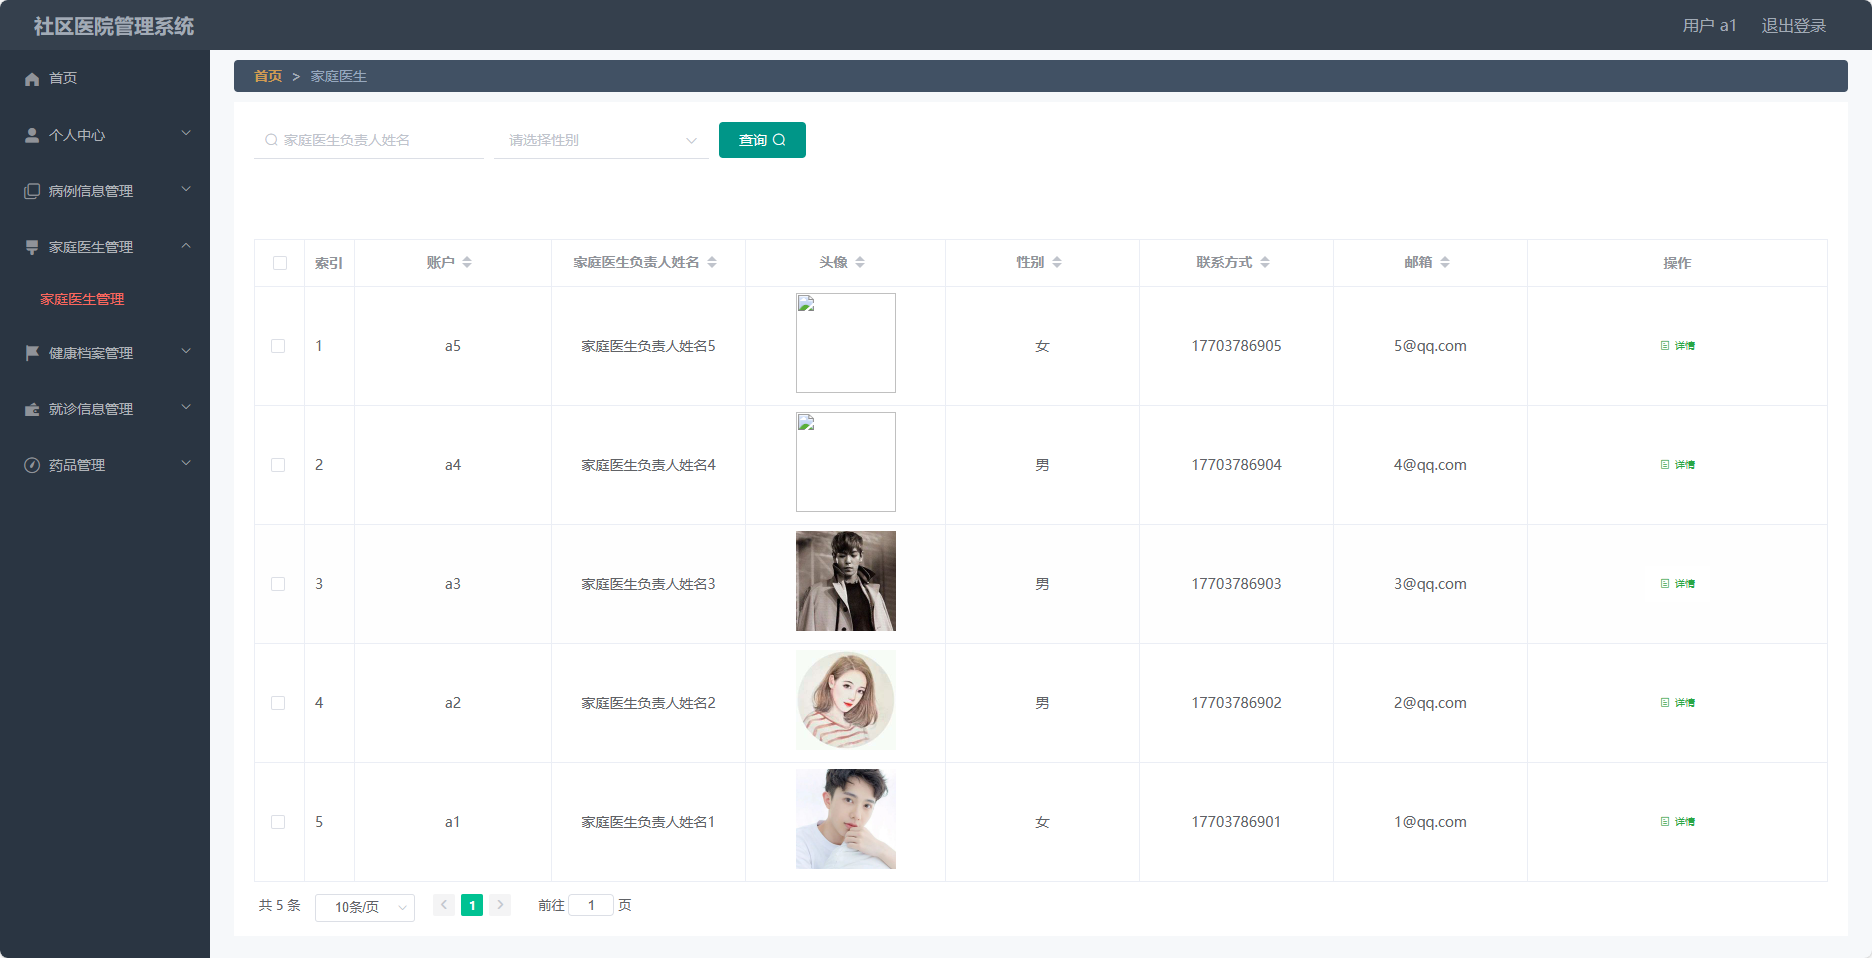 社区医院管理系统
用户 a1 退出登录
首页
个人中心
病例信息管理
家庭医生管理
家庭医生管理
健康档案管理
就诊信息管理
药品管理
首页 > 家庭医生
家庭医生负责人姓名 请选择性别 查询
索引 账户 家庭医生负责人姓名 头像 性别 联系方式 邮箱 操作
1 a5 家庭医生负责人姓名5 女 17703786905 5@qq.com 详情
2 a4 家庭医生负责人姓名4 男 17703786904 4@qq.com 详情
3 a3 家庭医生负责人姓名3 男 17703786903 3@qq.com 详情
4 a2 家庭医生负责人姓名2 男 17703786902 2@qq.com 详情
5 a1 家庭医生负责人姓名1 女 17703786901 1@qq.com 详情
共 5 条 10条/页 1 前往 1 页